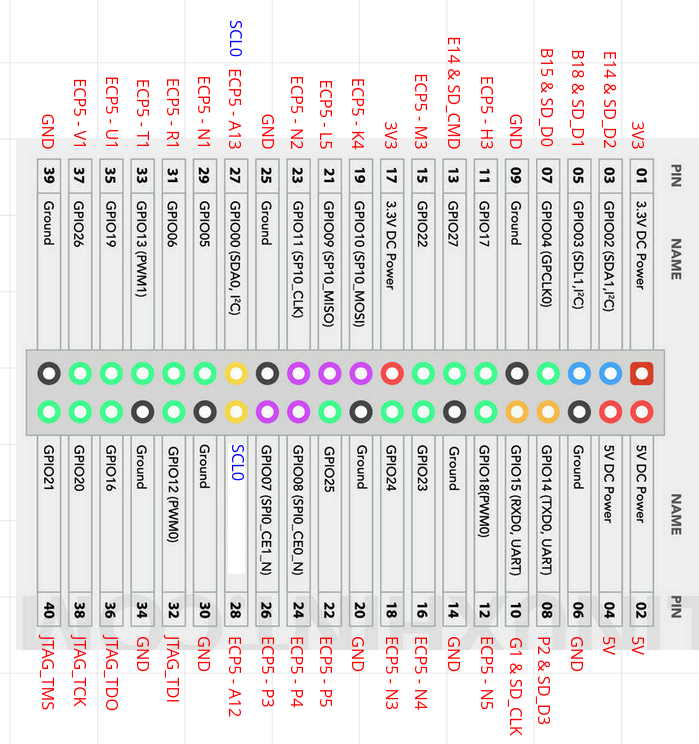 PIN NAME NAME PIN
3V3 01 3.3V DC Power 5V DC Power 02 5V
E14 & SD_D2 03 GPIO02 (SDA1,I²C) 5V DC Power 04 5V
B18 & SD_D1 05 GPIO03 (SDL1,I²C) Ground 06 GND
B15 & SD_D0 07 GPIO04 (GPCLK0) GPIO14 (TXD0, UART) 08 P2 & SD_D3
GND 09 Ground GPIO15 (RXD0, UART) 10 G1 & SD_CLK
ECP5 - H3 11 GPIO17 GPIO18(PWM0) 12 ECP5 - N5
E14 & SD_CMD 13 GPIO27 Ground 14 GND
ECP5 - M3 15 GPIO22 GPIO23 16 ECP5 - N4
3V3 17 3.3V DC Power GPIO24 18 ECP5 - N3
ECP5 - K4 19 GPIO10 (SP10_MOSI) Ground 20 GND
ECP5 - L5 21 GPIO09 (SP10_MISO) GPIO25 22 ECP5 - P5
ECP5 - N2 23 GPIO11 (SP10_CLK) GPIO08 (SPI0_CE0_N) 24 ECP5 - P4
GND 25 Ground GPIO07 (SPI0_CE1_N) 26 ECP5 - P3
SCL0 ECP5 - A13 27 GPIO00 (SDA0, I²C) SCL0 28 ECP5 - A12
ECP5 - N1 29 GPIO05 Ground 30 GND
ECP5 - R1 31 GPIO06 GPIO12 (PWM0) 32 JTAG_TDI
ECP5 - T1 33 GPIO13 (PWM1) Ground 34 GND
ECP5 - U1 35 GPIO19 GPIO16 36 JTAG_TDO
ECP5 - V1 37 GPIO26 GPIO20 38 JTAG_TCK
GND 39 Ground GPIO21 40 JTAG_TMS